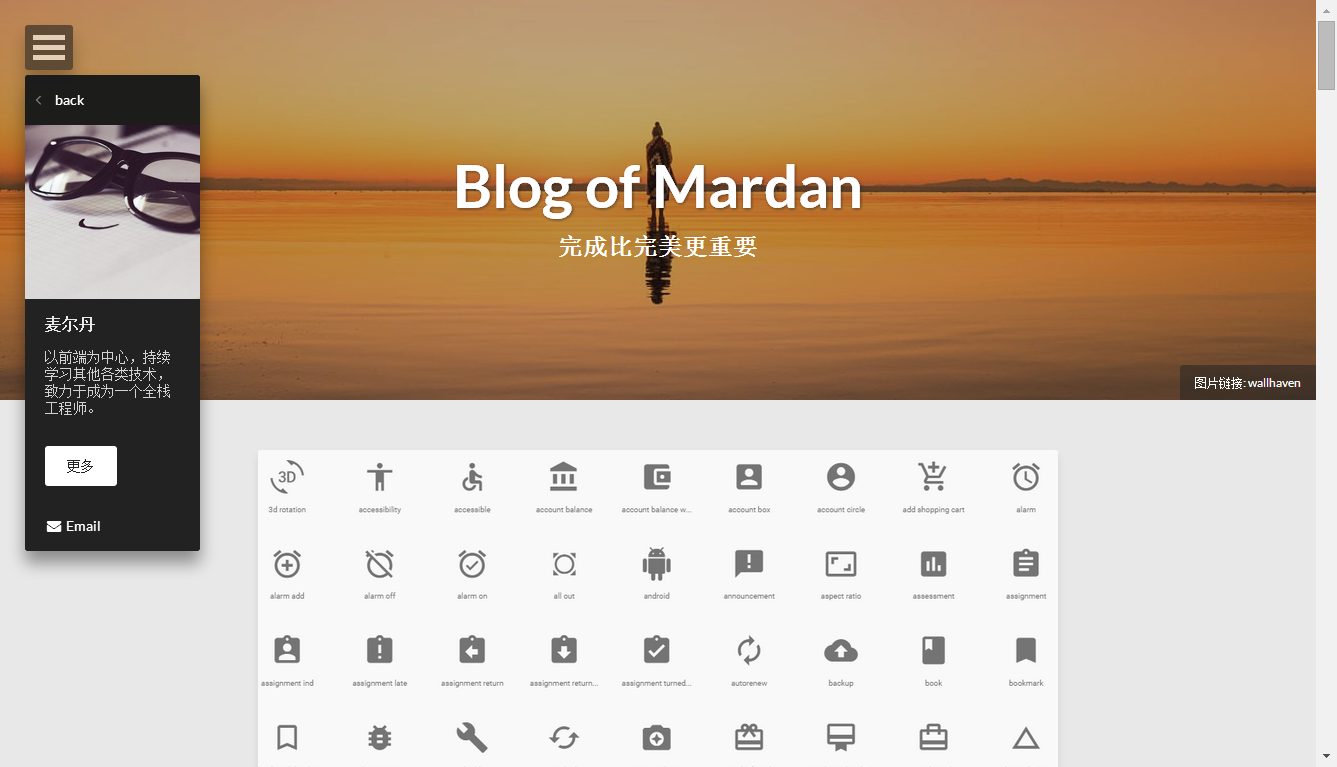 back
Blog of Mardan
完成比完美更重要
麦尔丹
以前端为中心，持续
学习其他各类技术，
致力于成为一个全栈
工程师。
更多
Email
图片链接: wallhaven
3D
3d rotation
accessibility
accessible
account balance
account balance w...
account box
account circle
add shopping cart
alarm
alarm add
alarm off
alarm on
all out
android
announcement
aspect ratio
assessment
assignment
assignment ind
assignment late
assignment return
assignment return...
assignment turned...
autorenew
backup
book
bookmark